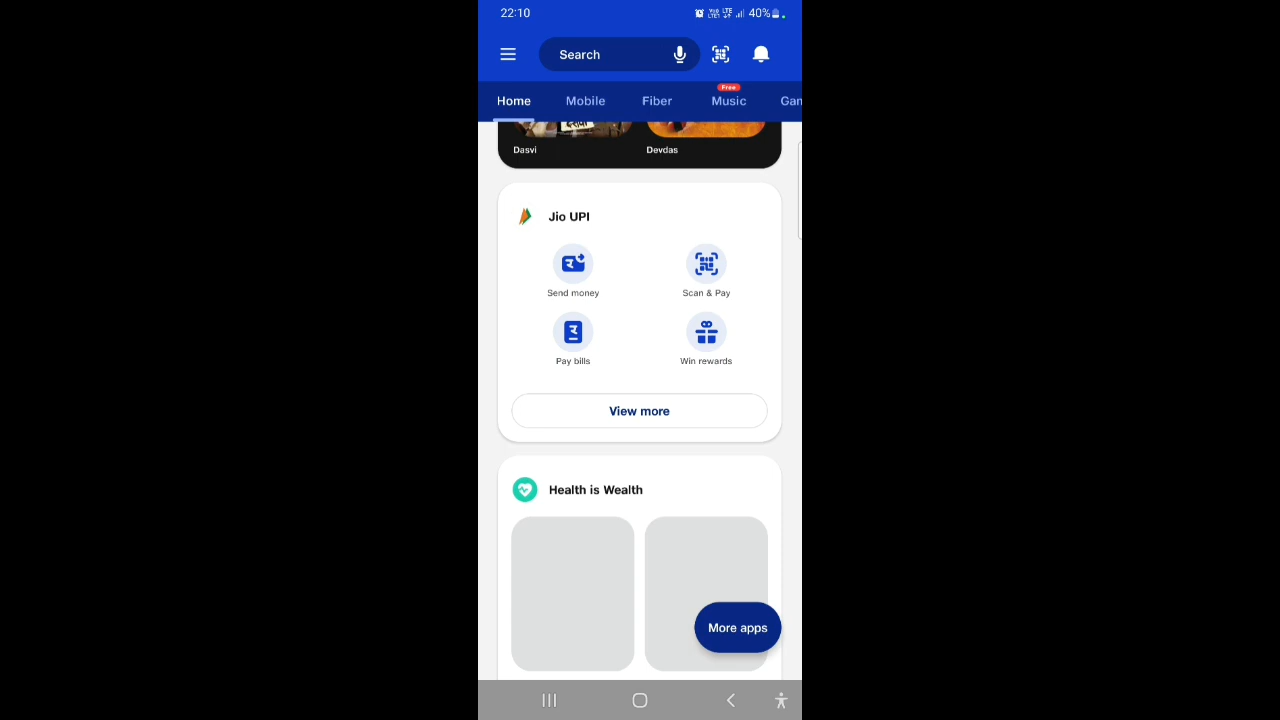 22:10
40%
Search
Free
Home Mobile Fiber Music Gam
Dasvi Devdas
Jio UPI
Send money Scan & Pay
Pay bills Win rewards
View more
Health is Wealth
More apps